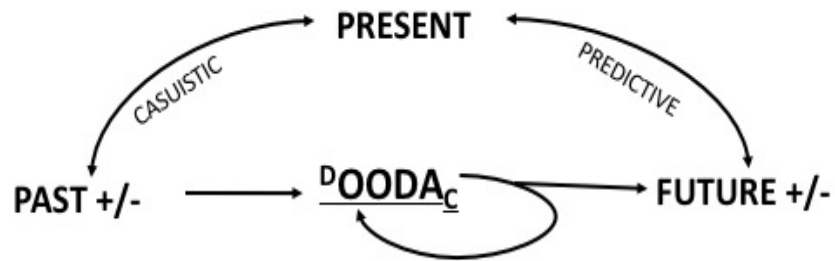 PRESENT
CASUISTIC
PREDICTIVE
PAST +/-
DOODAC
FUTURE +/-